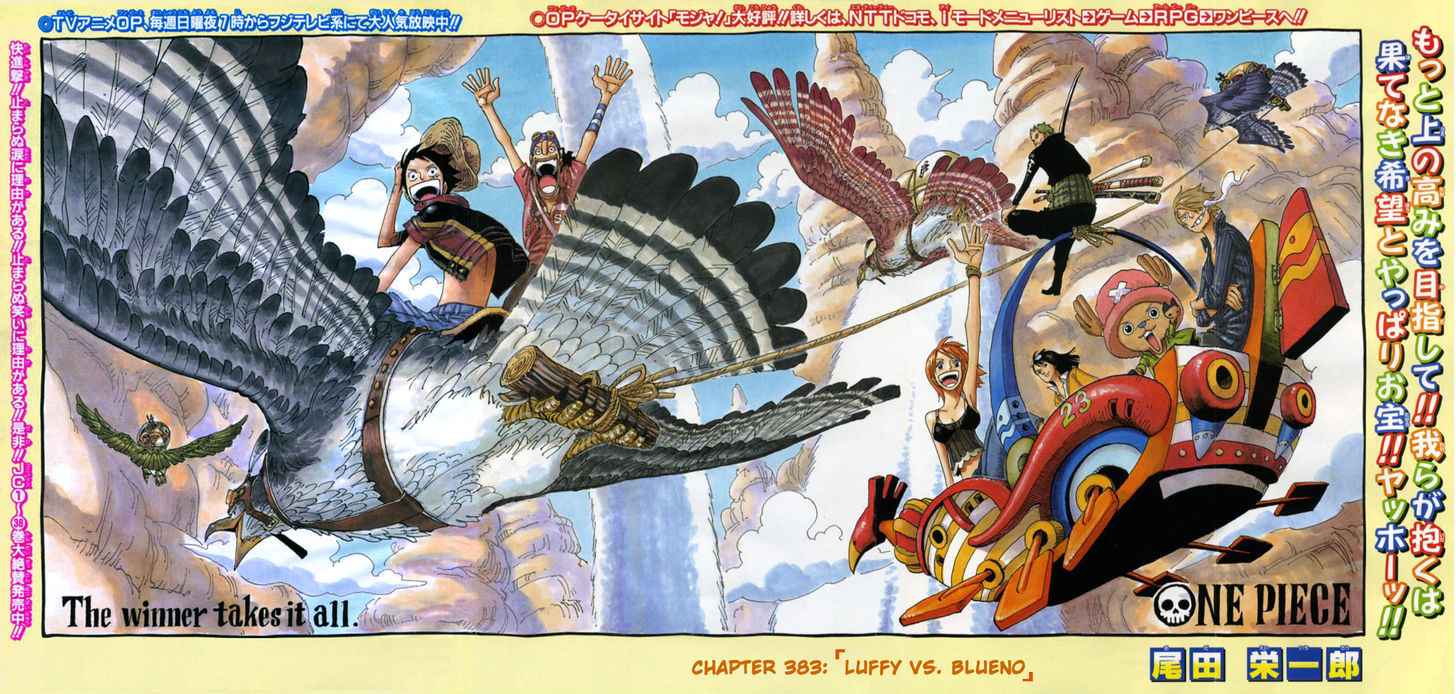 ◎TVアニメOP、毎週日曜夜7時からフジテレビ系にて大人気放映中!!
◎OPケータイサイト「モジャ!」大好評!!詳しくは、NTTドコモ、iモードメニューリスト➔ゲーム➔RPG➔ワンピースへ!!
もっと上の高みを目指して!!我らが抱くは
果てなき希望とやっぱりお宝!!ヤッホーッ!!
快進撃!!止まらぬ涙に理由がある!!止まらぬ笑いに理由がある!!是非!!JC①〜㊳巻大絶賛発売中!!
23
The winner takes it all.
ONE PIECE
CHAPTER 383: 「LUFFY VS. BLUENO」
尾田 栄一郎